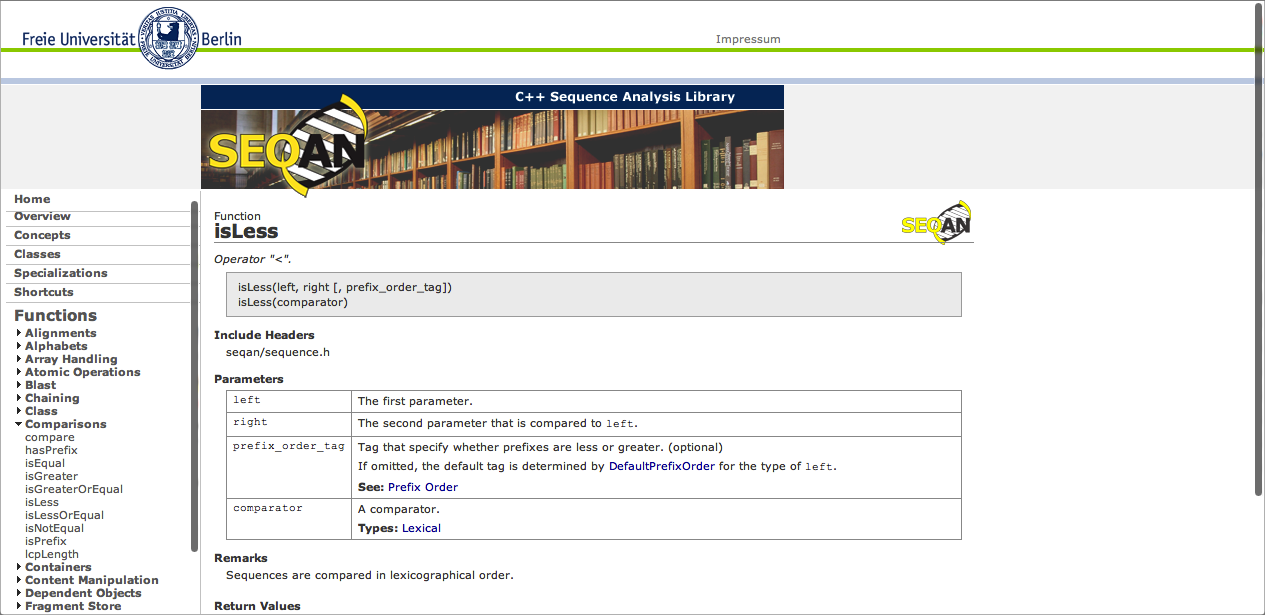 Freie Universität Berlin
Impressum
C++ Sequence Analysis Library
SEQAN
Home
Overview
Concepts
Classes
Specializations
Shortcuts
Functions
Alignments
Alphabets
Array Handling
Atomic Operations
Blast
Chaining
Class
Comparisons
compare
hasPrefix
isEqual
isGreater
isGreaterOrEqual
isLess
isLessOrEqual
isNotEqual
isPrefix
lcpLength
Containers
Content Manipulation
Dependent Objects
Fragment Store
Function
isLess
SEQAN
Operator "<".
isLess(left, right [, prefix_order_tag])
isLess(comparator)
Include Headers
seqan/sequence.h
Parameters
left The first parameter.
right The second parameter that is compared to left.
prefix_order_tag Tag that specify whether prefixes are less or greater. (optional)
If omitted, the default tag is determined by DefaultPrefixOrder for the type of left.
See: Prefix Order
comparator A comparator.
Types: Lexical
Remarks
Sequences are compared in lexicographical order.
Return Values